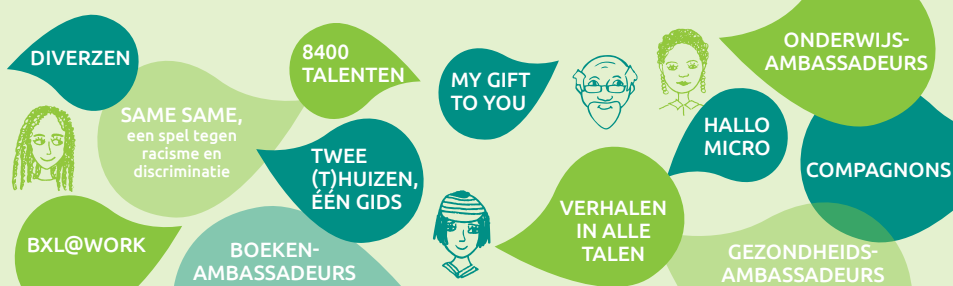 DIVERZEN
SAME SAME,
een spel tegen
racisme en
discriminatie
8400
TALENTEN
MY GIFT
TO YOU
ONDERWIJS-
AMBASSADEURS
HALLO
MICRO
COMPAGNONS
TWEE
(T)HUIZEN,
ÉÉN GIDS
BXL@WORK
BOEKEN-
AMBASSADEURS
VERHALEN
IN ALLE
TALEN
GEZONDHEIDS-
AMBASSADEURS